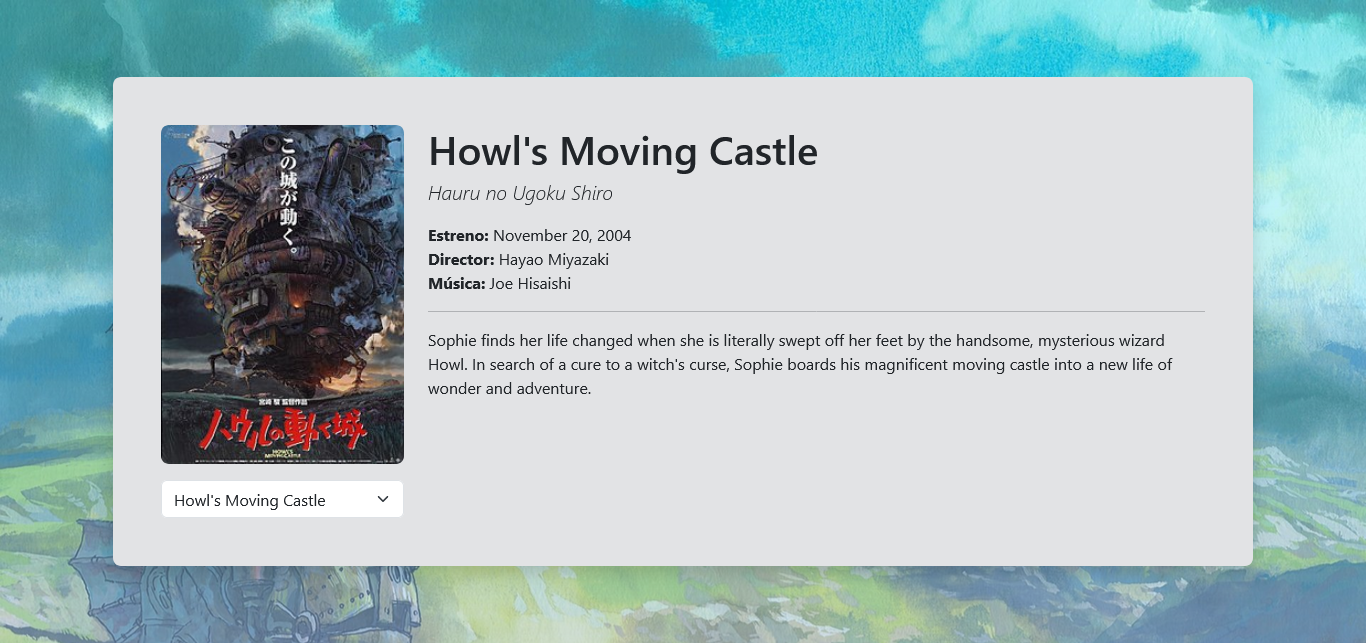 この城が動く。
宮崎 駿 監督作品
ハウルの動く城
HOWL'S
MOVING CASTLE
Howl's Moving Castle
Howl's Moving Castle
Hauru no Ugoku Shiro
Estreno: November 20, 2004
Director: Hayao Miyazaki
Música: Joe Hisaishi
Sophie finds her life changed when she is literally swept off her feet by the handsome, mysterious wizard
Howl. In search of a cure to a witch's curse, Sophie boards his magnificent moving castle into a new life of
wonder and adventure.